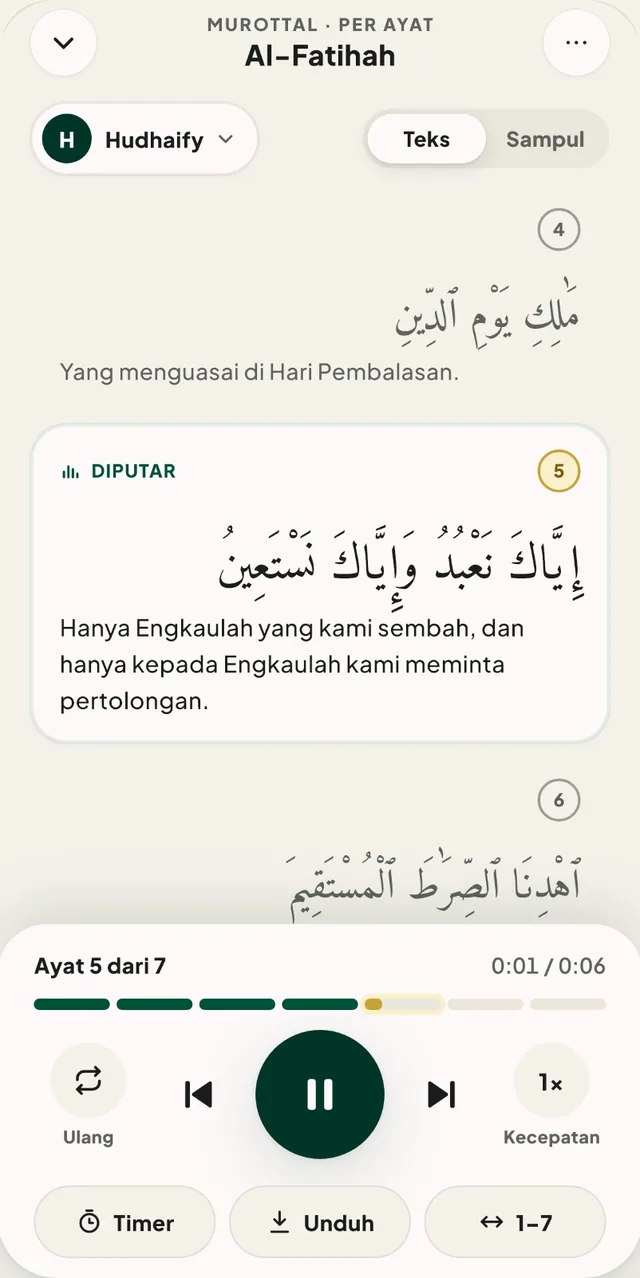 MUROTTAL · PER AYAT
Al-Fatihah
H
Hudhaify
Teks
Sampul
4
مَٰلِكِ يَوْمِ ٱلدِّينِ
Yang menguasai di Hari Pembalasan.
DIPUTAR
5
إِيَّاكَ نَعْبُدُ وَإِيَّاكَ نَسْتَعِينُ
Hanya Engkaulah yang kami sembah, dan
hanya kepada Engkaulah kami meminta
pertolongan.
6
ٱهْدِنَا ٱلصِّرَٰطَ ٱلْمُسْتَقِيمَ
Ayat 5 dari 7
0:01 / 0:06
1×
Ulang
Kecepatan
Timer
Unduh
1–7